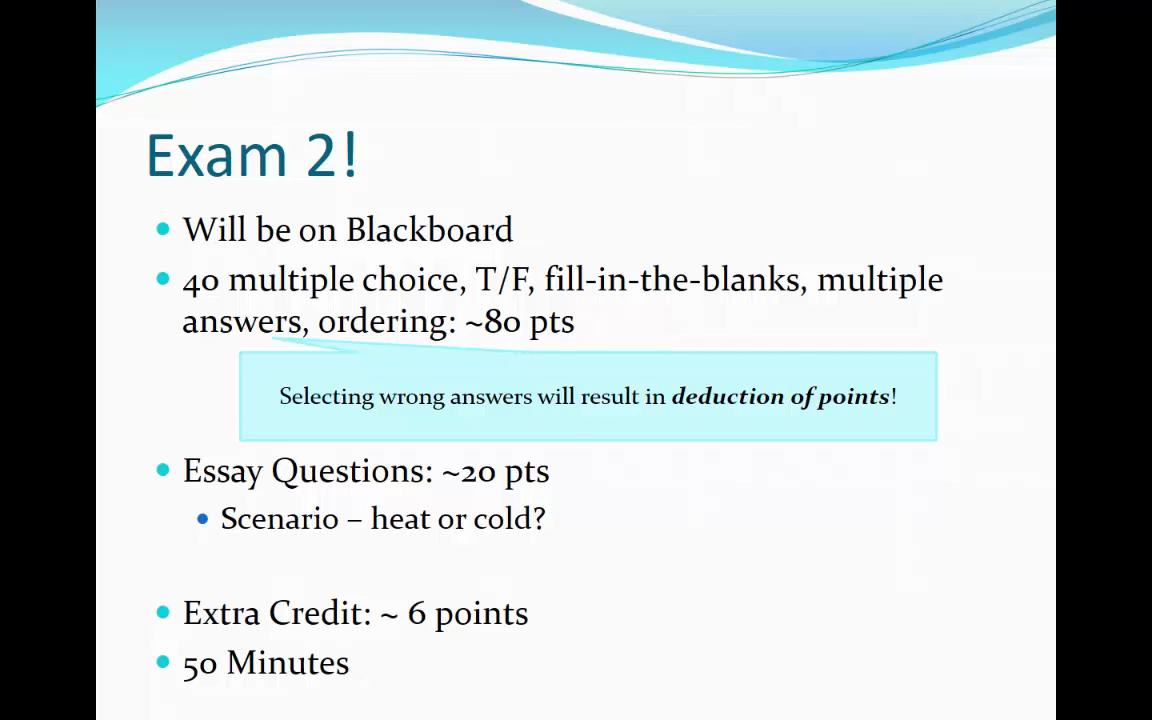 Exam 2!
Will be on Blackboard
40 multiple choice, T/F, fill-in-the-blanks, multiple
answers, ordering: ~80 pts
Selecting wrong answers will result in deduction of points!
Essay Questions: ~20 pts
Scenario – heat or cold?
Extra Credit: ~ 6 points
50 Minutes